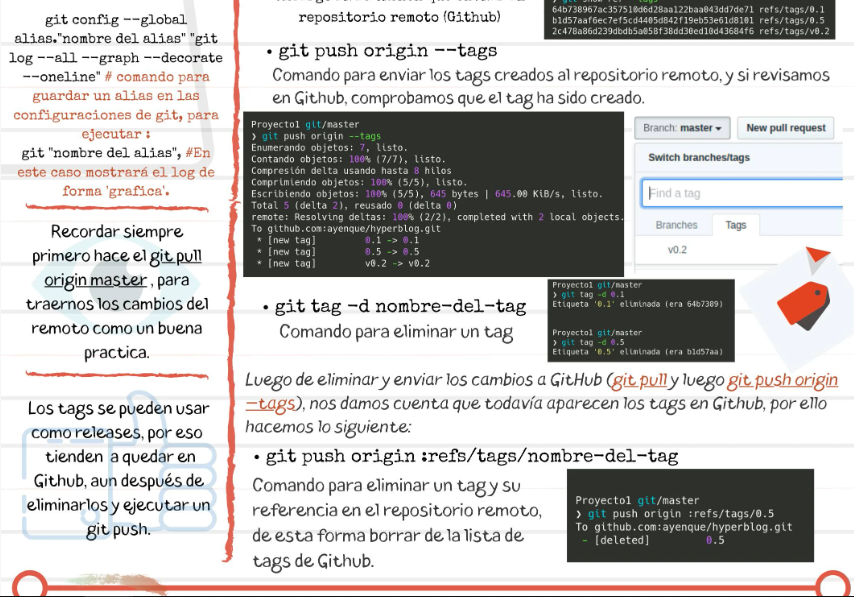 git config --global
alias."nombre del alias" "git
log --all --graph --decorate
--oneline" # comando para
guardar un alias en las
configuraciones de git, para
ejecutar :
git "nombre del alias", #En
este caso mostrará el log de
forma 'grafica'.
Recordar siempre
primero hace el git pull
origin master , para
traernos los cambios del
remoto como un buena
practica.
Los tags se pueden usar
como releases, por eso
tienden a quedar en
Github, aun después de
eliminarlos y ejecutar un
git push.
repositorio remoto (Github)
64b738967ac357510d6d28aa122baa043dd7de71 refs/tags/0.1
b1d57aaf6ec7ef5cd4405d842f19eb53e61d8101 refs/tags/0.5
2c478a86d239dbdb5a058f38dd30ed10d43684f6 refs/tags/v0.2
• git push origin --tags
Comando para enviar los tags creados al repositorio remoto, y si revisamos
en Github, comprobamos que el tag ha sido creado.
Proyecto1 git/master
❯ git push origin --tags
Enumerando objetos: 7, listo.
Contando objetos: 100% (7/7), listo.
Compresión delta usando hasta 8 hilos
Comprimiendo objetos: 100% (5/5), listo.
Escribiendo objetos: 100% (5/5), 645 bytes | 645.00 KiB/s, listo.
Total 5 (delta 2), reusado 0 (delta 0)
remote: Resolving deltas: 100% (2/2), completed with 2 local objects.
To github.com:ayenque/hyperblog.git
* [new tag] 0.1 -> 0.1
* [new tag] 0.5 -> 0.5
* [new tag] v0.2 -> v0.2
Branch: master
New pull request
Switch branches/tags
Find a tag
Branches Tags
v0.2
• git tag -d nombre-del-tag
Comando para eliminar un tag
Proyecto1 git/master
❯ git tag -d 0.1
Etiqueta '0.1' eliminada (era 64b7389)
Proyecto1 git/master
❯ git tag -d 0.5
Etiqueta '0.5' eliminada (era b1d57aa)
Luego de eliminar y enviar los cambios a GitHub (git pull y luego git push origin
–tags), nos damos cuenta que todavía aparecen los tags en Github, por ello
hacemos lo siguiente:
• git push origin :refs/tags/nombre-del-tag
Comando para eliminar un tag y su
referencia en el repositorio remoto,
de esta forma borrar de la lista de
tags de Github.
Proyecto1 git/master
❯ git push origin :refs/tags/0.5
To github.com:ayenque/hyperblog.git
- [deleted] 0.5